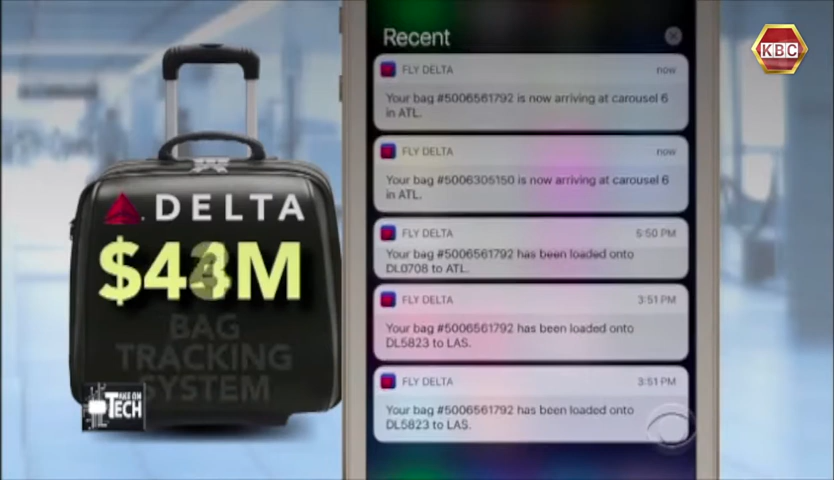 Recent
KBC
FLY DELTA
now
Your bag #5006561792 is now arriving at carousel 6
in ATL.
FLY DELTA
now
Your bag #5006305150 is now arriving at carousel 6
in ATL.
FLY DELTA
5:50 PM
Your bag #5006561792 has been loaded onto
DL0708 to ATL.
FLY DELTA
3:51 PM
Your bag #5006561792 has been loaded onto
DL5823 to LAS.
FLY DELTA
3:51 PM
Your bag #5006561792 has been loaded onto
DL5823 to LAS.
DELTA
BAG
TRACKING
SYSTEM
TAKE ON
TECH